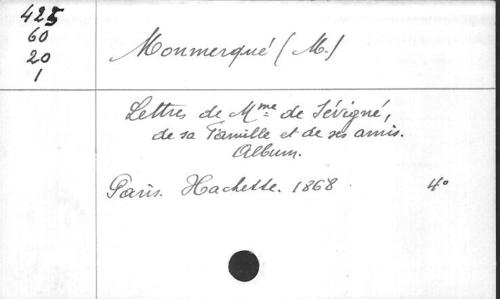 425
60
20
1
Monmerqué (M.)
Lettres de Mme de Sévigné,
de sa Famille et de ses amis.
Album.
Paris. Hachette. 1868. 4°